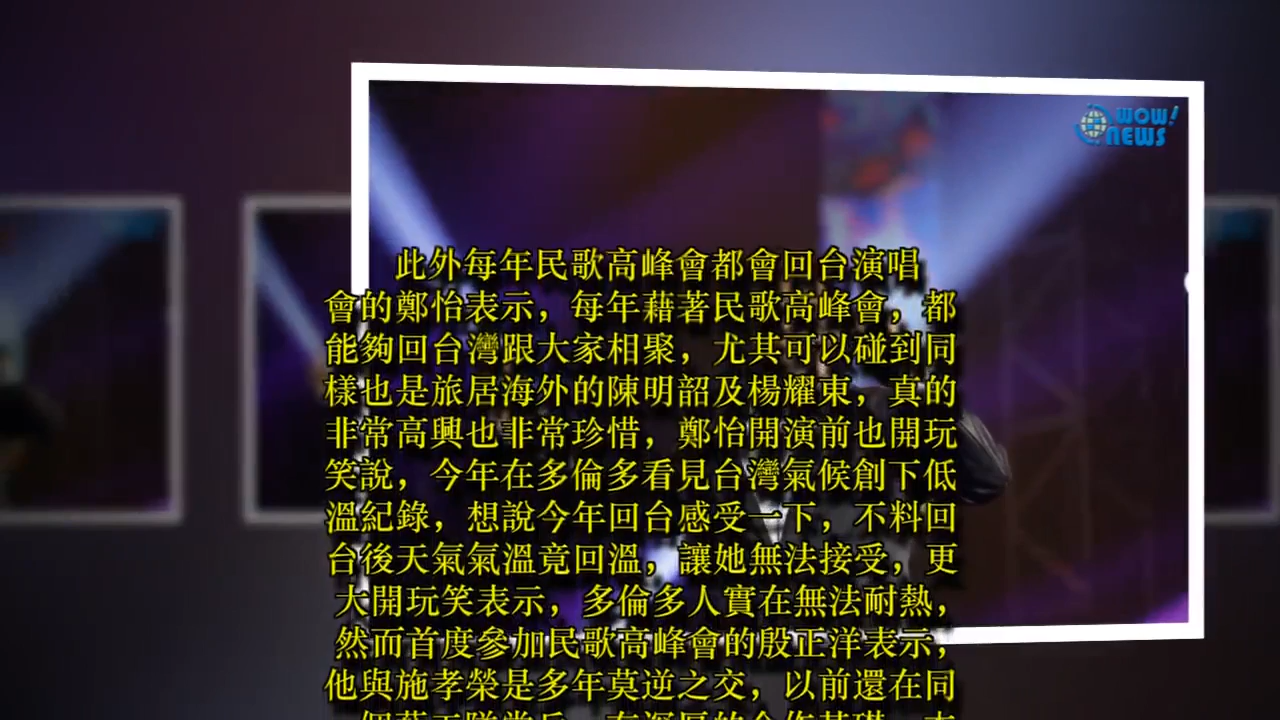 WOW!
NEWS
此外每年民歌高峰會都會回台演唱
會的鄭怡表示，每年藉著民歌高峰會，都
能夠回台灣跟大家相聚，尤其可以碰到同
樣也是旅居海外的陳明韶及楊耀東，真的
非常高興也非常珍惜，鄭怡開演前也開玩
笑說，今年在多倫多看見台灣氣候創下低
溫紀錄，想說今年回台感受一下，不料回
台後天氣氣溫竟回溫，讓她無法接受，更
大開玩笑表示，多倫多人實在無法耐熱，
然而首度參加民歌高峰會的殷正洋表示，
他與施孝榮是多年莫逆之交，以前還在同